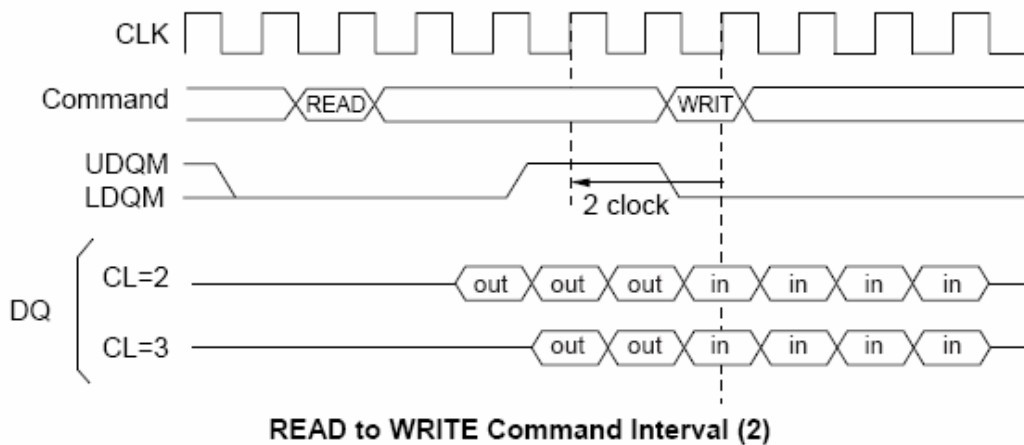 CLK
Command READ WRIT
UDQM
LDQM
2 clock
CL=2 out out out in in in in
DQ
CL=3 out out in in in in
READ to WRITE Command Interval (2)